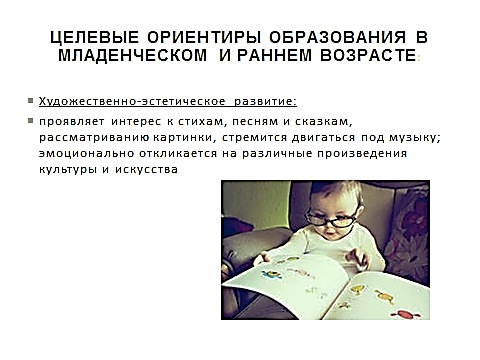 ЦЕЛЕВЫЕ ОРИЕНТИРЫ ОБРАЗОВАНИЯ В
МЛАДЕНЧЕСКОМ И РАННЕМ ВОЗРАСТЕ:
Художественно-эстетическое развитие:
проявляет интерес к стихам, песням и сказкам,
рассматриванию картинки, стремится двигаться под музыку;
эмоционально откликается на различные произведения
культуры и искусства